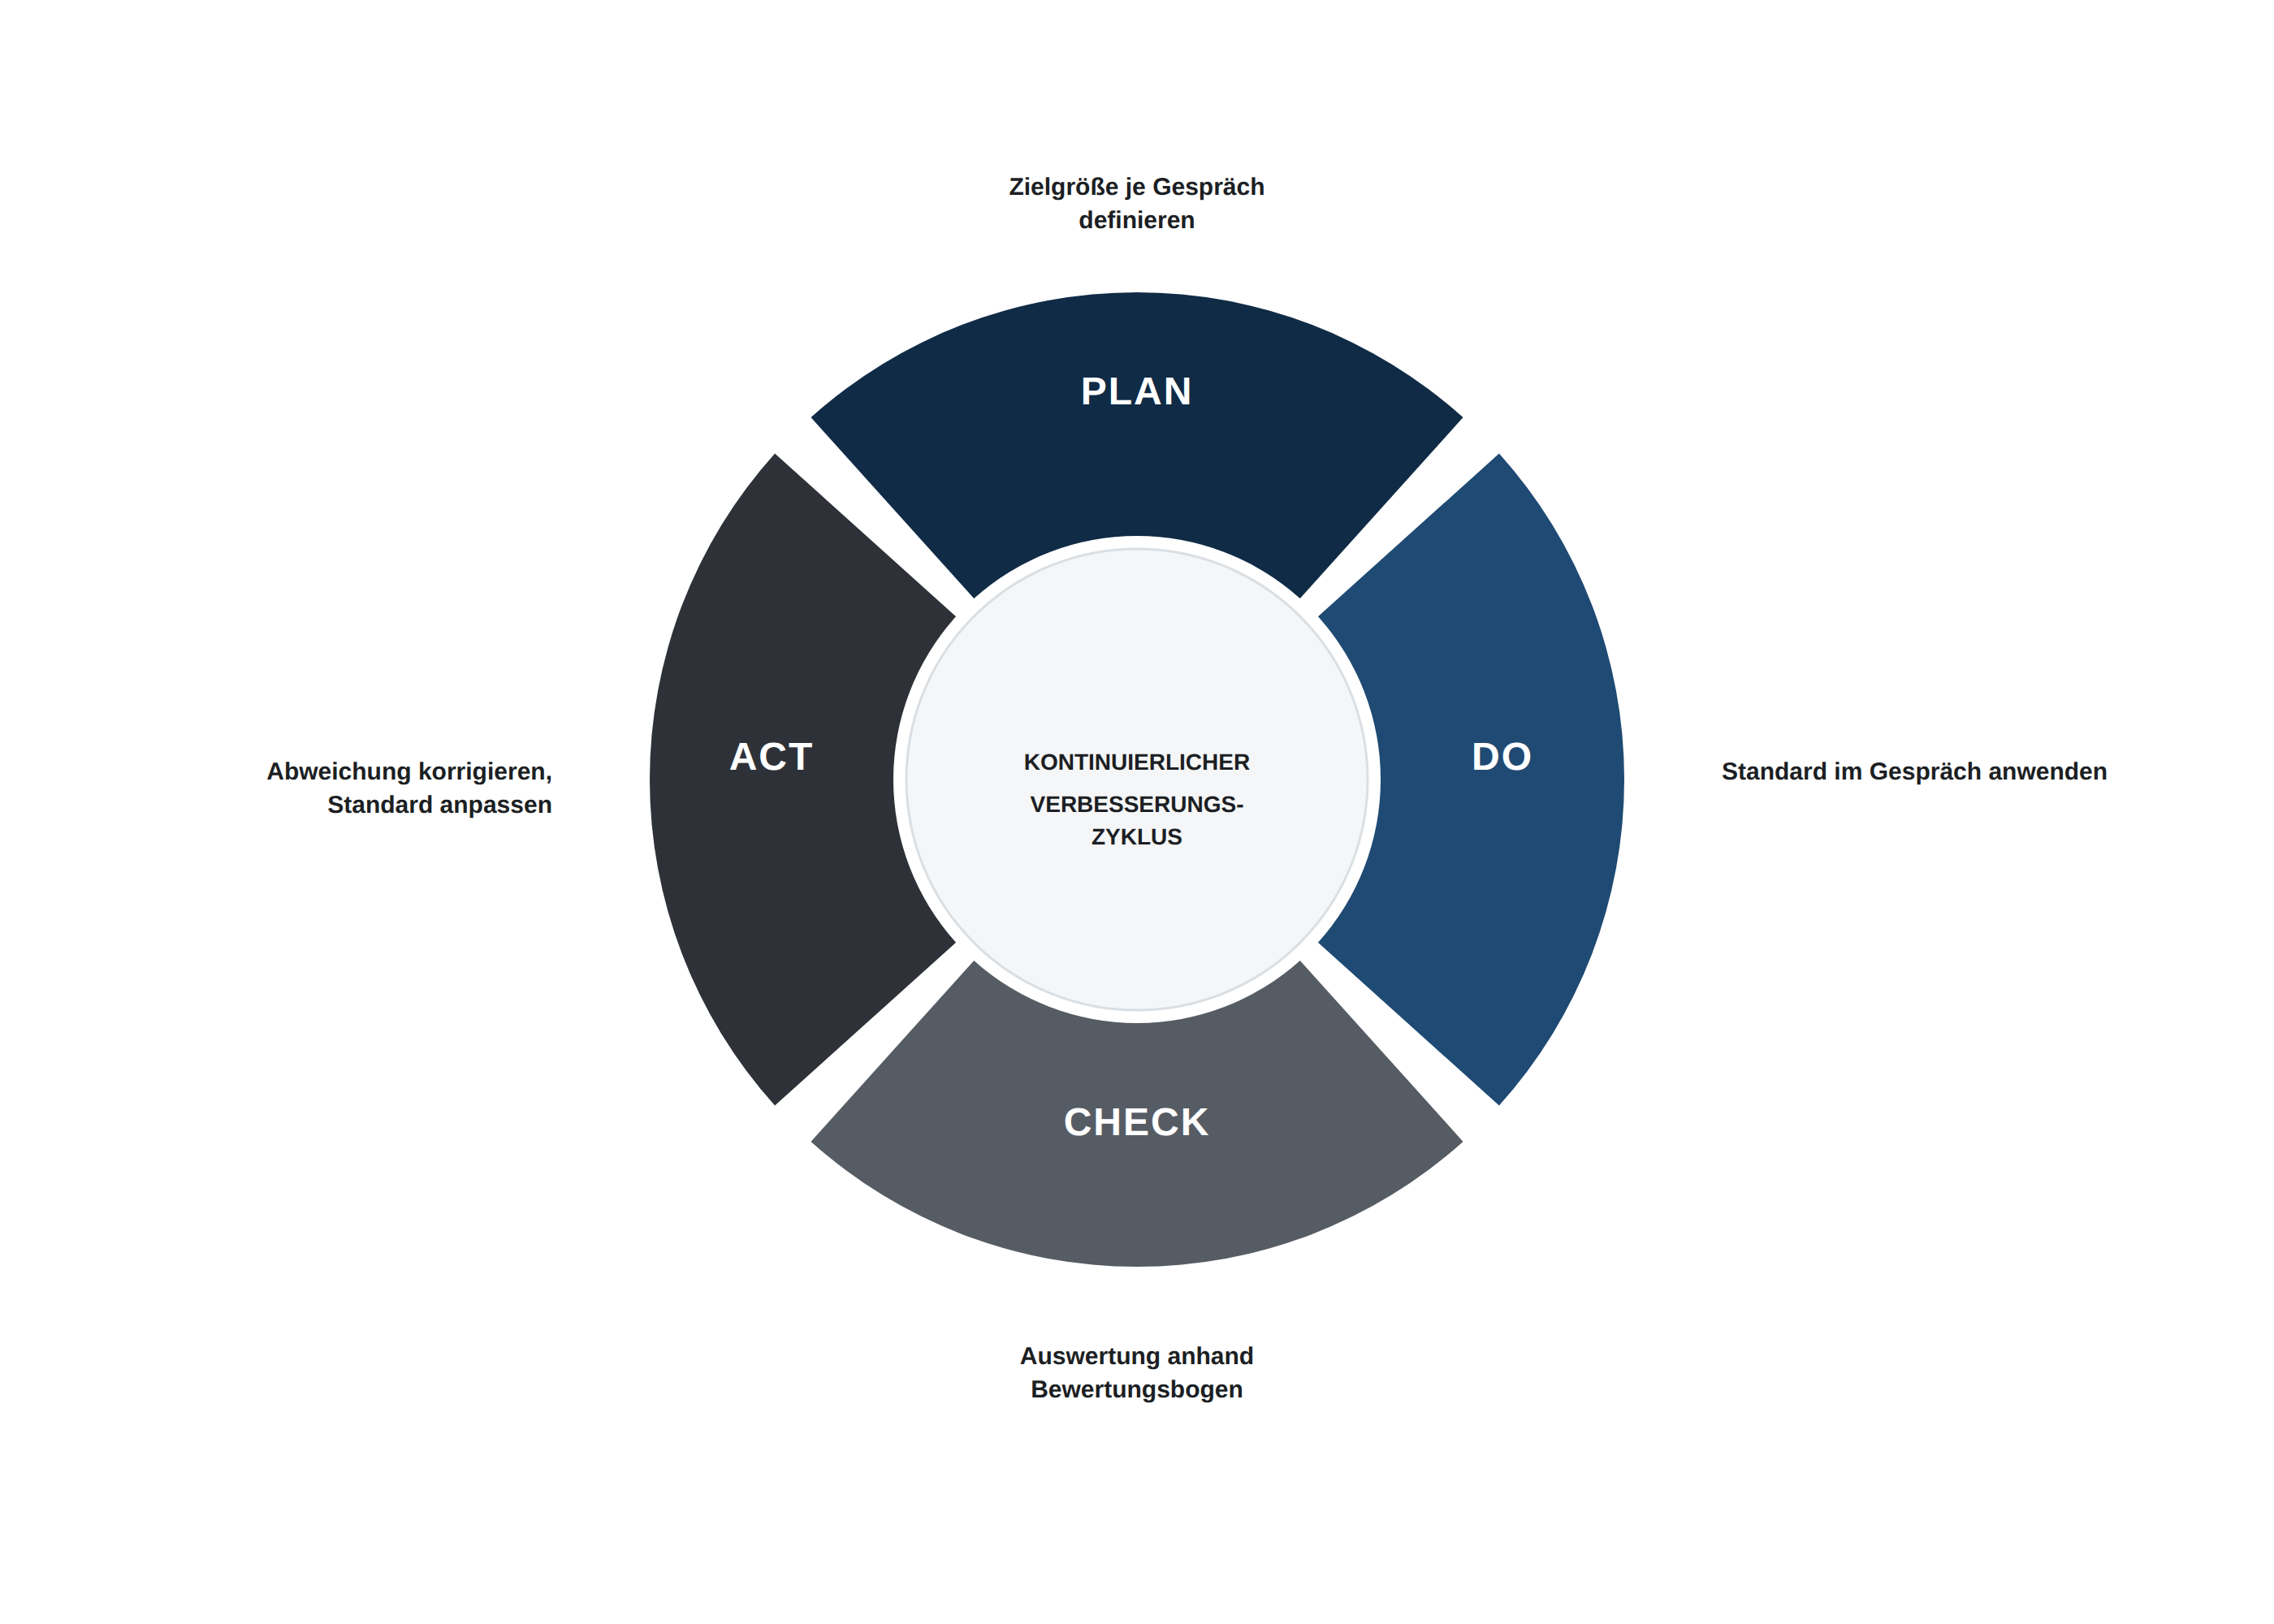 Zielgröße je Gespräch
definieren
PLAN
ACT
DO
Abweichung korrigieren,
Standard anpassen
KONTINUIERLICHER
VERBESSERUNGS-
ZYKLUS
Standard im Gespräch anwenden
CHECK
Auswertung anhand
Bewertungsbogen